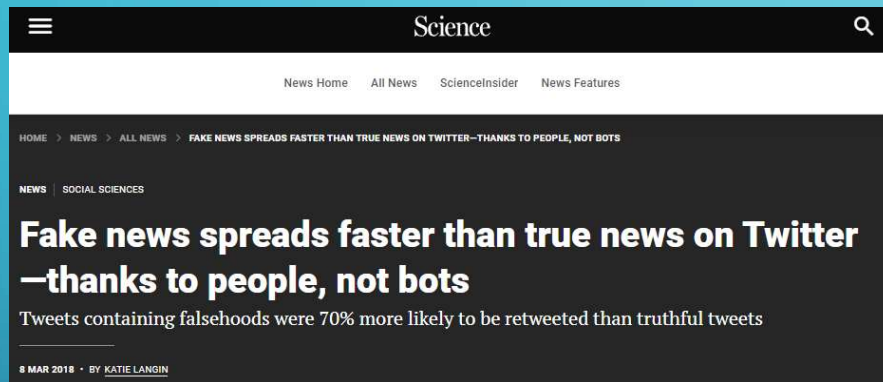 Science
News Home All News ScienceInsider News Features
HOME > NEWS > ALL NEWS > FAKE NEWS SPREADS FASTER THAN TRUE NEWS ON TWITTER—THANKS TO PEOPLE, NOT BOTS
NEWS | SOCIAL SCIENCES
Fake news spreads faster than true news on Twitter
—thanks to people, not bots
Tweets containing falsehoods were 70% more likely to be retweeted than truthful tweets
8 MAR 2018 • BY KATIE LANGIN